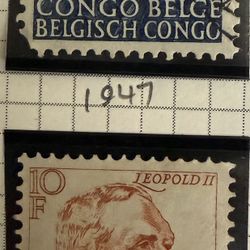 CONGO BELGE
BELGISCH CONGO
1947
10
F
LEOPOLD II